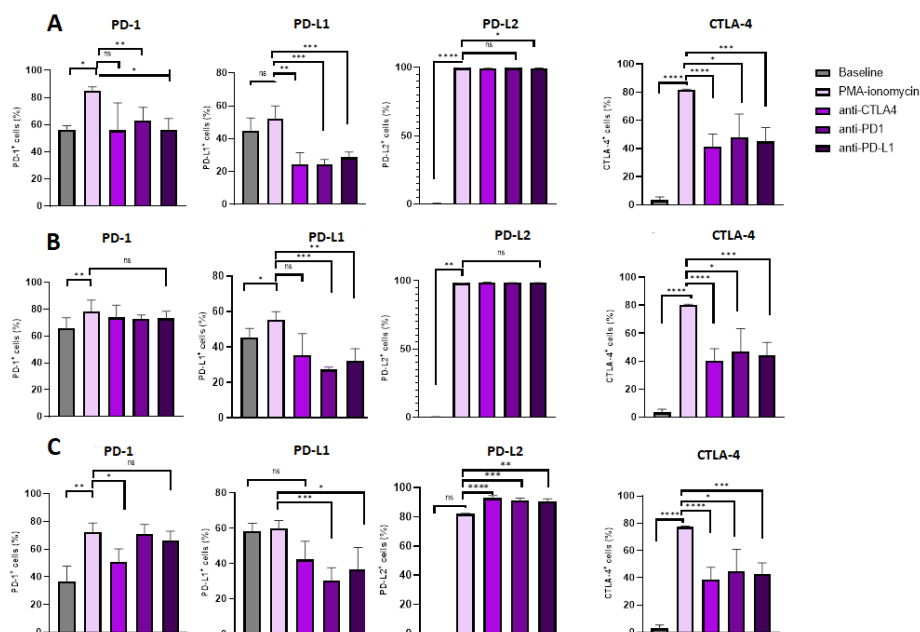 A
PD-1
PD-L1
PD-L2
CTLA-4
* ns ** *
ns ** *** ***
**** ns *
**** **** * ***
PD-1⁺ cells (%)
100
80
60
40
20
0
PD-L1⁺ cells (%)
80
60
40
20
0
PD-L2⁺ cells (%)
100
50
0
CTLA-4⁺ cells (%)
100
80
60
40
20
0
Baseline
PMA-ionomycin
anti-CTLA4
anti-PD1
anti-PD-L1
B
PD-1
PD-L1
PD-L2
CTLA-4
** ns
* ns *** **
** ns
**** **** * ***
PD-1⁺ cells (%)
100
80
60
40
20
0
PD-L1⁺ cells (%)
80
60
40
20
0
PD-L2⁺ cells (%)
100
50
0
CTLA-4⁺ cells (%)
100
80
60
40
20
0
C
PD-1
PD-L1
PD-L2
CTLA-4
** * ns
ns *** *
ns **** *** **
**** **** * ***
PD-1⁺ cells (%)
100
80
60
40
20
0
PD-L1⁺ cells (%)
80
60
40
20
0
PD-L2⁺ cells (%)
100
80
60
40
20
0
CTLA-4⁺ cells (%)
100
80
60
40
20
0